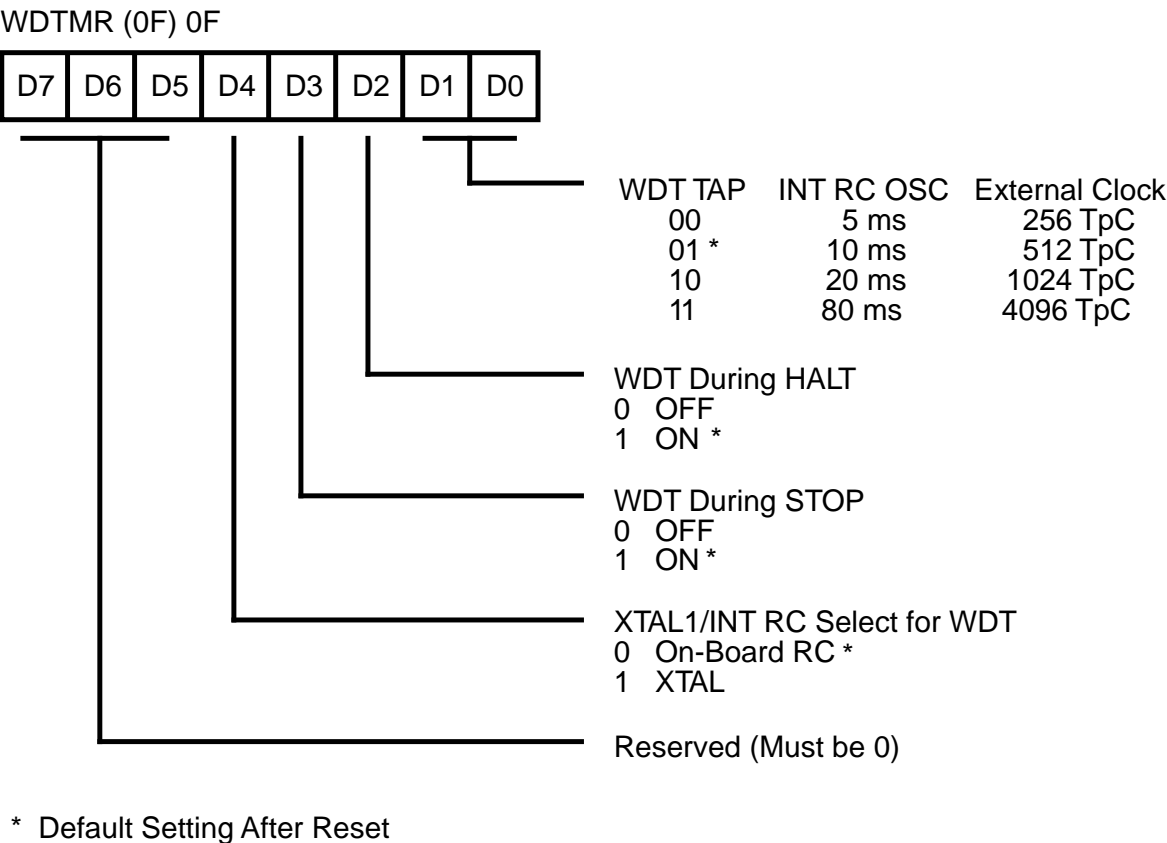 WDTMR (0F) 0F
D7 D6 D5 D4 D3 D2 D1 D0
WDT TAP INT RC OSC External Clock
00 5 ms 256 TpC
01 * 10 ms 512 TpC
10 20 ms 1024 TpC
11 80 ms 4096 TpC
WDT During HALT
0 OFF
1 ON *
WDT During STOP
0 OFF
1 ON *
XTAL1/INT RC Select for WDT
0 On-Board RC *
1 XTAL
Reserved (Must be 0)
* Default Setting After Reset